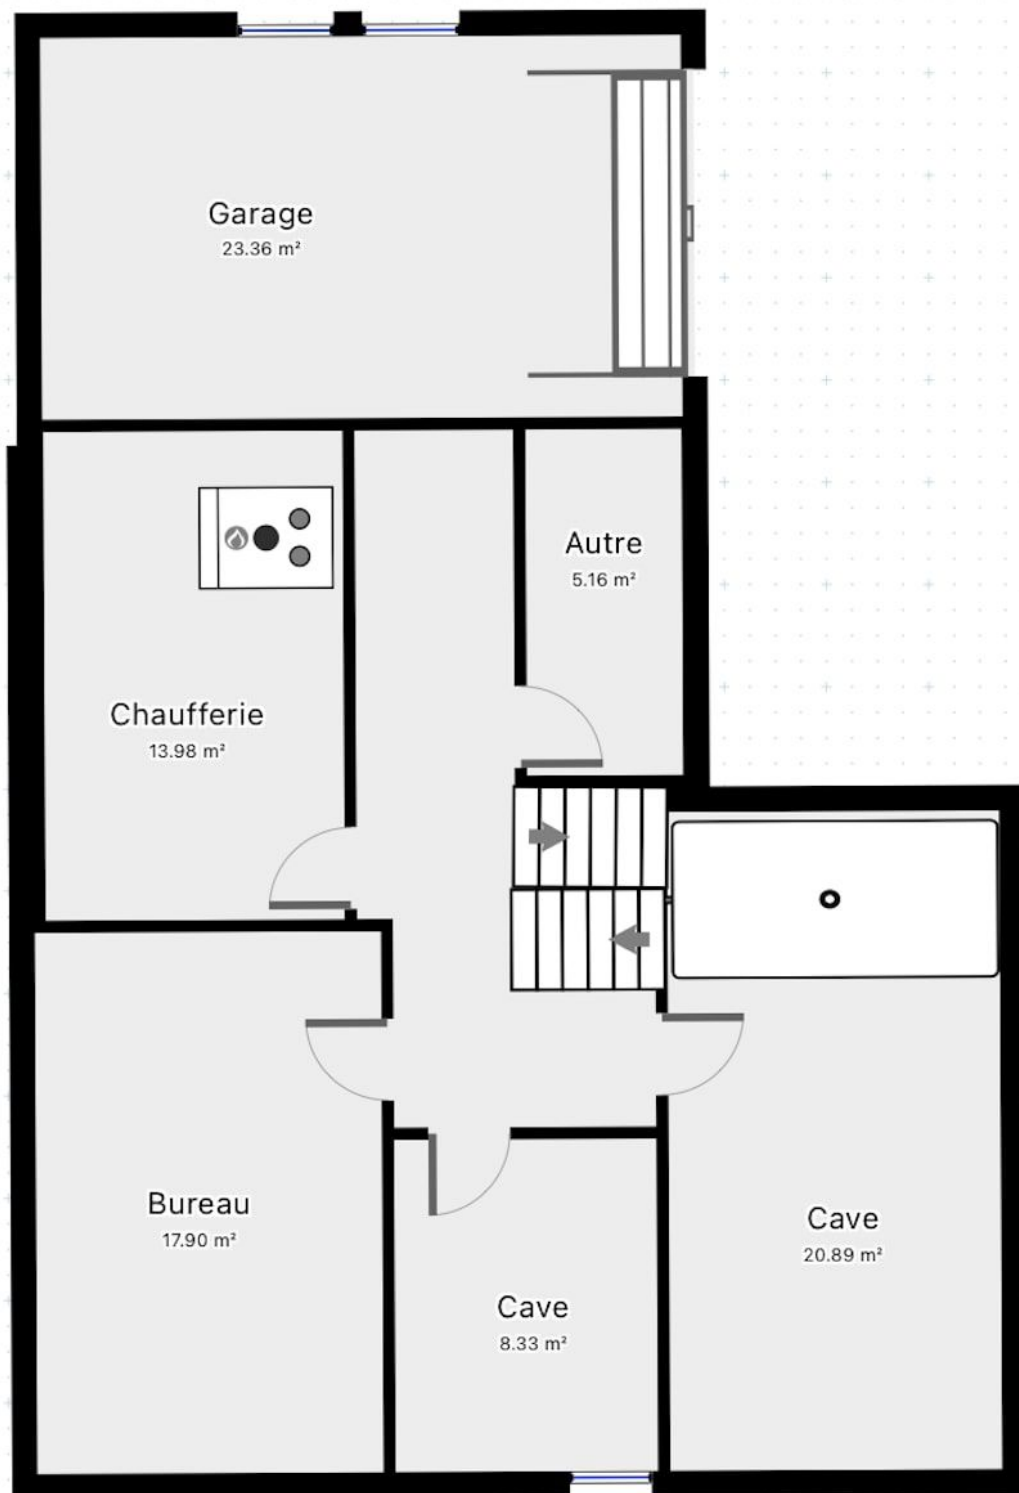 Garage
23.36 m²
Autre
5.16 m²
Chaufferie
13.98 m²
Bureau
17.90 m²
Cave
20.89 m²
Cave
8.33 m²